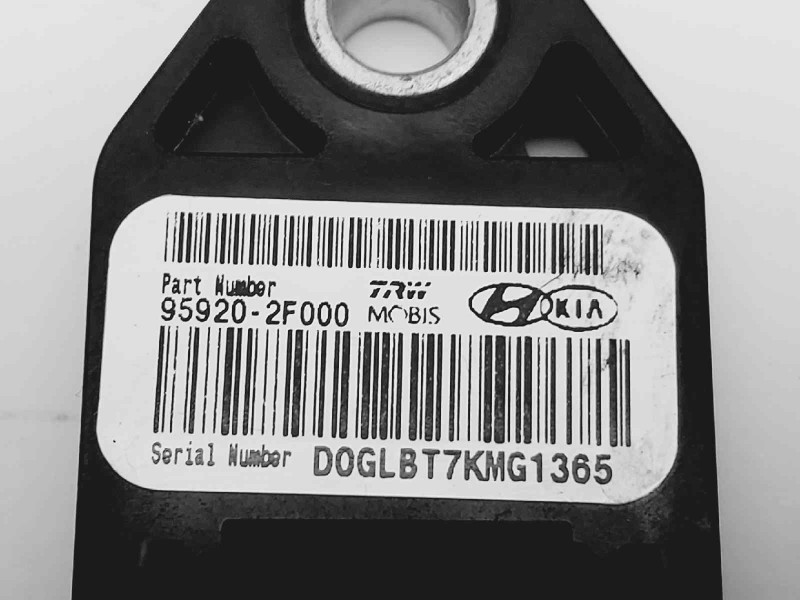 Part Number
95920-2F000
TRW
MOBIS
KIA
Serial Number D0GLBT7KMG1365